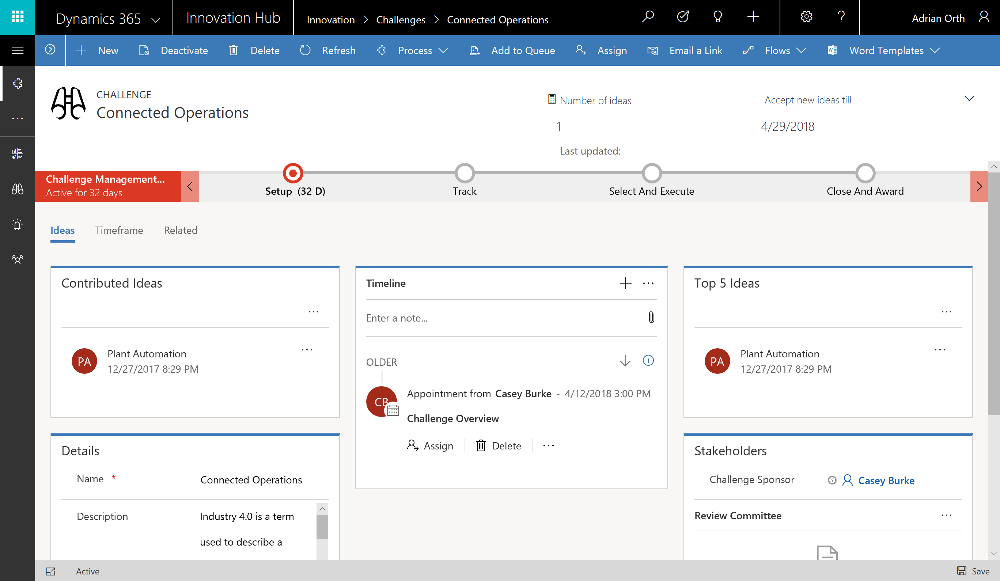 Dynamics 365
Innovation Hub
Innovation > Challenges > Connected Operations
Adrian Orth
New
Deactivate
Delete
Refresh
Process
Add to Queue
Assign
Email a Link
Flows
Word Templates
CHALLENGE
Connected Operations
Number of ideas
1
Last updated:
Accept new ideas till
4/29/2018
Challenge Management...
Active for 32 days
Setup (32 D)
Track
Select And Execute
Close And Award
Ideas
Timeframe
Related
Contributed Ideas
...
PA
Plant Automation
...
12/27/2017 8:29 PM
Timeline
...
Enter a note...
OLDER
CB
Appointment from Casey Burke - 4/12/2018 3:00 PM
Challenge Overview
Assign
Delete
...
Top 5 Ideas
...
PA
Plant Automation
...
12/27/2017 8:29 PM
Details
Name *
Connected Operations
Description
Industry 4.0 is a term
used to describe a
Stakeholders
Challenge Sponsor
Casey Burke
Review Committee
...
Active
Save